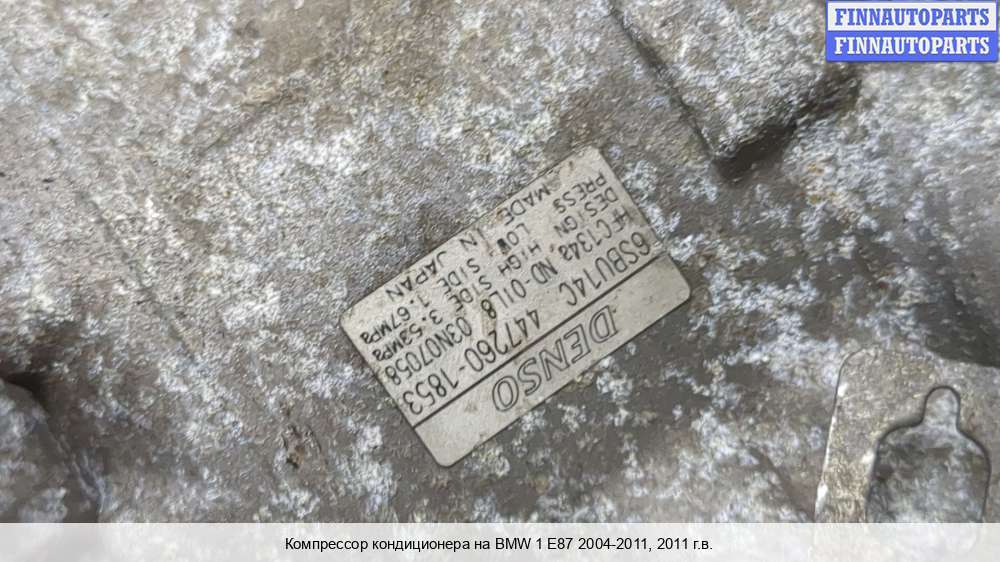 FINNAUTOPARTS
FINNAUTOPARTS
DENSO
6SBU14C 447260-1853
HFC134a ND-OIL8 03N07058
DESIGN HIGH SIDE 3.53MPa
PRESS LOW SIDE 1.67MPa
MADE IN JAPAN
Компрессор кондиционера на BMW 1 E87 2004-2011, 2011 г.в.